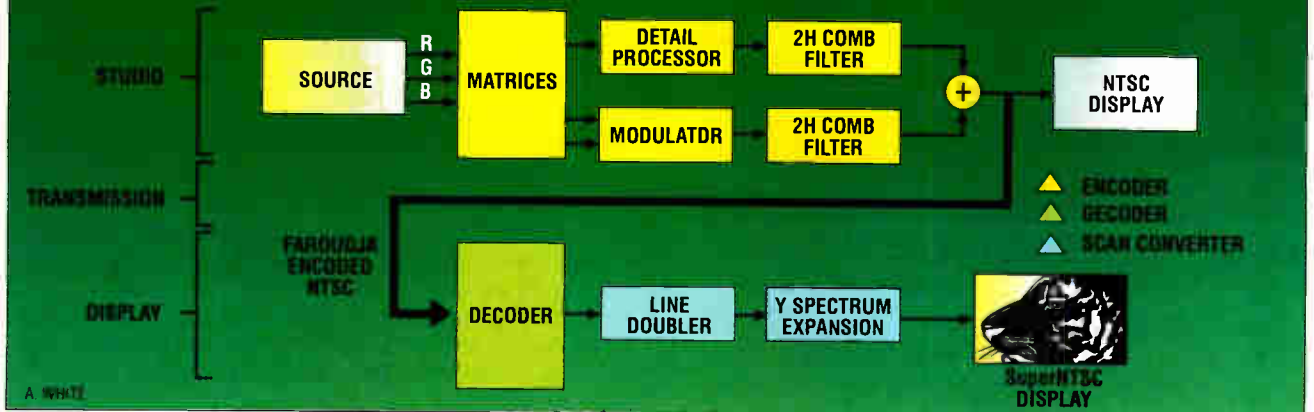 STUDIO
SOURCE
R
G
B
MATRICES
DETAIL
PROCESSOR
2H COMB
FILTER
MODULATDR
2H COMB
FILTER
+
NTSC
DISPLAY
TRANSMISSION
ENCODER
GECODER
SCAN CONVERTER
FAROUDJA
ENCODED
NTSC
DISPLAY
DECODER
LINE
DOUBLER
Y SPECTRUM
EXPANSION
SuperNTSC
DISPLAY
A. WHITE